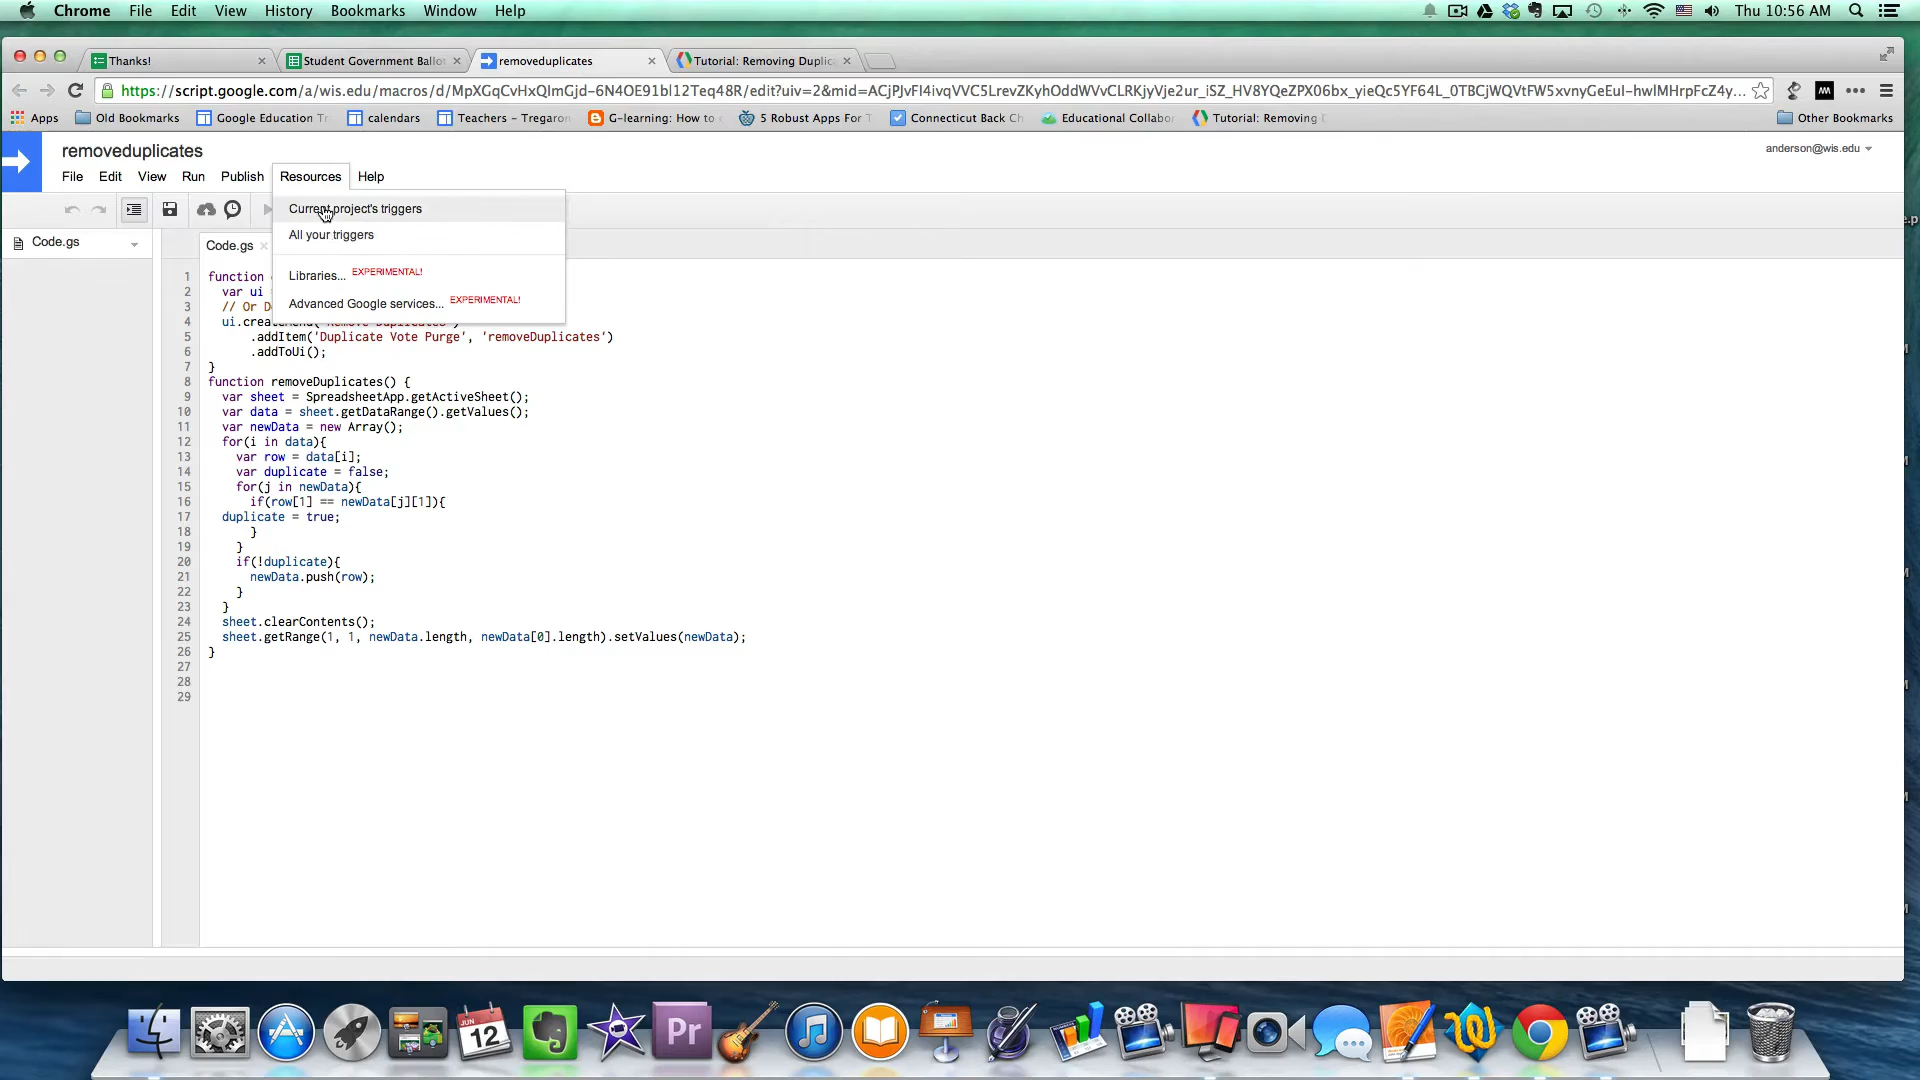 Chrome File Edit View History Bookmarks Window Help Thu 10:56 AM
Thanks! Student Government Ballot removeduplicates Tutorial: Removing Duplic
https://script.google.com/a/wis.edu/macros/d/MpXGqCvHxQImGjd-6N4OE91bl12Teq48R/edit?uiv=2&mid=ACjPJvFI4ivqVVC5LrevZKyhOddWVvCLRKjyVje2ur_iSZ_HV8YQeZPX06bx_yieQc5YF64L_0TBCjWQVtFW5xvnyGeEuI-hwIMHrpFcZ4y...
Apps Old Bookmarks Google Education Tr calendars Teachers – Tregaron G-learning: How to 5 Robust Apps For T Connecticut Back Ch Educational Collabo Tutorial: Removing Other Bookmarks
removeduplicates
anderson@wis.edu
File Edit View Run Publish Resources Help
Current project's triggers
All your triggers
Libraries... EXPERIMENTAL!
Advanced Google services... EXPERIMENTAL!
Code.gs
Code.gs
1 function
2 var ui
3 // Or D
4 ui.createMenu('Remove Duplicates')
5 .addItem('Duplicate Vote Purge', 'removeDuplicates')
6 .addToUi();
7 }
8 function removeDuplicates() {
9 var sheet = SpreadsheetApp.getActiveSheet();
10 var data = sheet.getDataRange().getValues();
11 var newData = new Array();
12 for(i in data){
13 var row = data[i];
14 var duplicate = false;
15 for(j in newData){
16 if(row[1] == newData[j][1]){
17 duplicate = true;
18 }
19 }
20 if(!duplicate){
21 newData.push(row);
22 }
23 }
24 sheet.clearContents();
25 sheet.getRange(1, 1, newData.length, newData[0].length).setValues(newData);
26 }
27
28
29
JUN
12
Pr